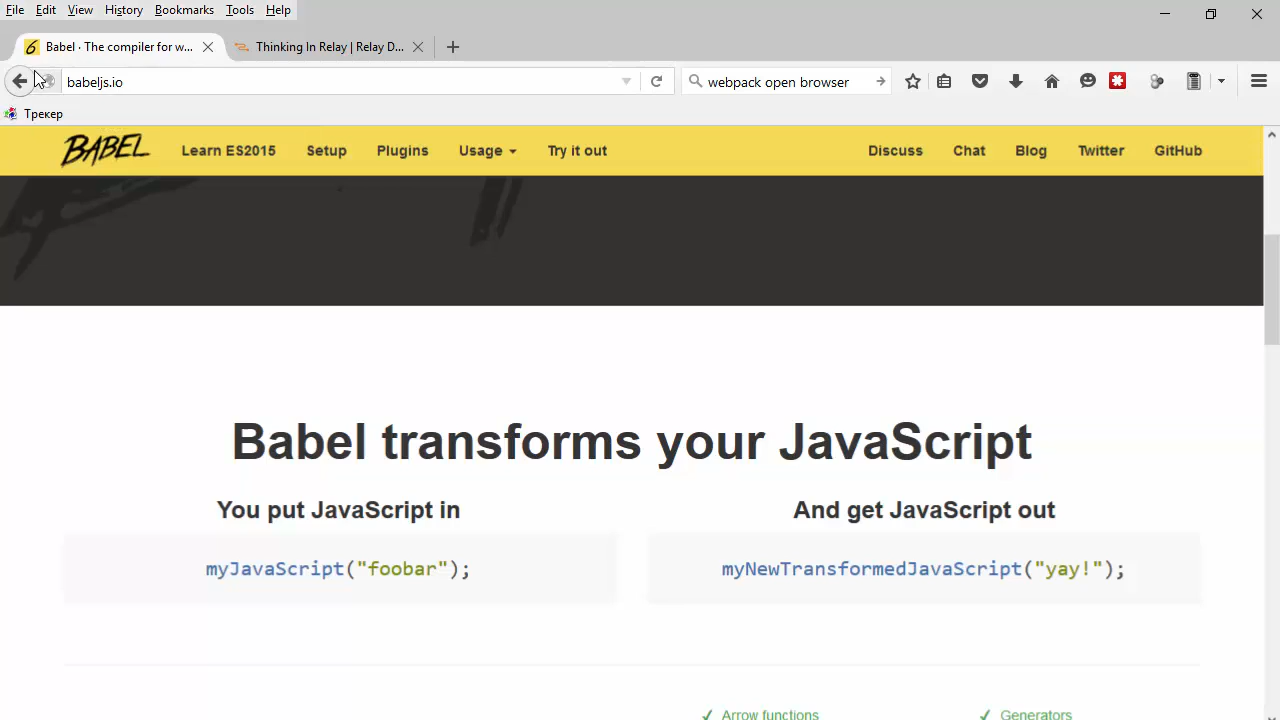 File Edit View History Bookmarks Tools Help
Babel · The compiler for w... Thinking In Relay | Relay D...
babeljs.io webpack open browser
Трекер
BABEL Learn ES2015 Setup Plugins Usage Try it out Discuss Chat Blog Twitter GitHub
Babel transforms your JavaScript
You put JavaScript in And get JavaScript out
myJavaScript("foobar"); myNewTransformedJavaScript("yay!");
✓ Arrow functions ✓ Generators